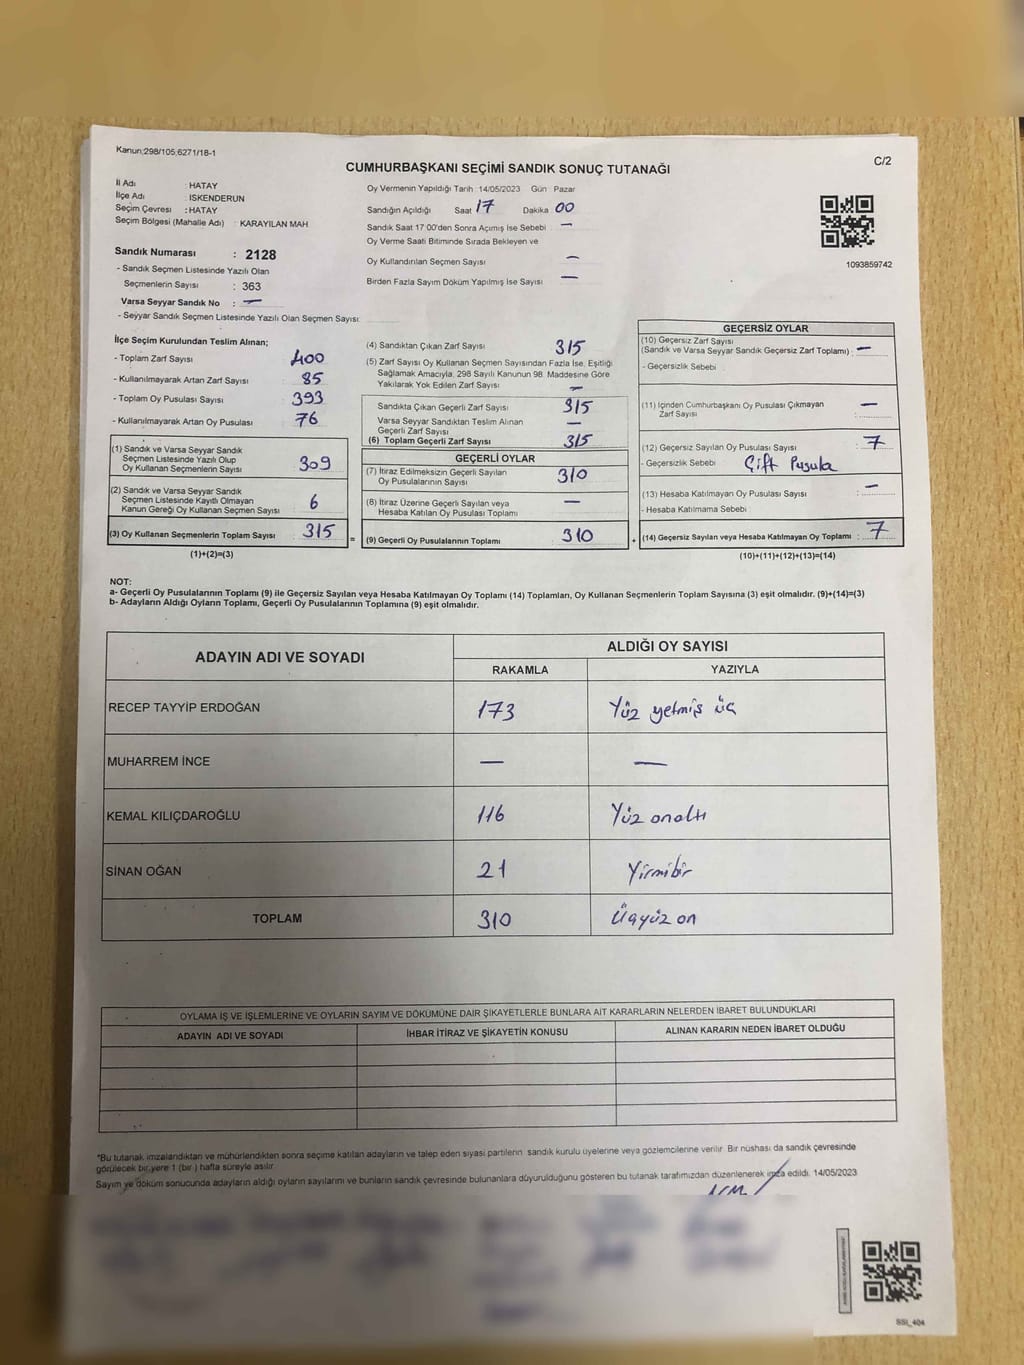 Kanun;298/105,6271/18-1
C/2
CUMHURBAŞKANI SEÇİMİ SANDIK SONUÇ TUTANAĞI
İl Adı : HATAY
İlçe Adı : İSKENDERUN
Seçim Çevresi : HATAY
Seçim Bölgesi (Mahalle Adı) : KARAYILAN MAH
Sandık Numarası : 2128
- Sandık Seçmen Listesinde Yazılı Olan
Seçmenlerin Sayısı : 363
Varsa Seyyar Sandık No : —
- Seyyar Sandık Seçmen Listesinde Yazılı Olan Seçmen Sayısı:
Oy Vermenin Yapıldığı Tarih :14/05/2023 Gün Pazar
Sandığın Açıldığı Saat 17 Dakika 00
Sandık Saat 17 00'den Sonra Açımış İse Sebebi —
Oy Verme Saati Bitiminde Sırada Bekleyen ve
Oy Kullandırılan Seçmen Sayısı —
Birden Fazla Sayım Döküm Yapılmış İse Sayısı —
1093859742
İlçe Seçim Kurulundan Teslim Alınan;
- Toplam Zarf Sayısı : 400
- Kullanılmayarak Artan Zarf Sayısı : 85
- Toplam Oy Pusulası Sayısı : 393
- Kullanılmayarak Artan Oy Pusulası : 76
(1) Sandık ve Varsa Seyyar Sandık
Seçmen Listesinde Yazılı Olup
Oy Kullanan Seçmenlerin Sayısı : 309
(2) Sandık ve Varsa Seyyar Sandık
Seçmen Listesinde Kayıtlı Olmayan
Kanun Gereği Oy Kullanan Seçmen Sayısı : 6
(3) Oy Kullanan Seçmenlerin Toplam Sayısı : 315
(1)+(2)=(3)
(4) Sandıktan Çıkan Zarf Sayısı 315
(5) Zarf Sayısı Oy Kullanan Seçmen Sayısından Fazla İse, Eşitliği
Sağlamak Amacıyla, 298 Sayılı Kanunun 98. Maddesine Göre
Yakılarak Yok Edilen Zarf Sayısı —
Sandıkta Çıkan Geçerli Zarf Sayısı 315
Varsa Seyyar Sandıktan Teslim Alınan
Geçerli Zarf Sayısı —
(6) Toplam Geçerli Zarf Sayısı 315
GEÇERLİ OYLAR
(7) İtiraz Edilmeksizin Geçerli Sayılan
Oy Pusulalarının Sayısı 310
(8) İtiraz Üzerine Geçerli Sayılan veya
Hesaba Katılan Oy Pusulası Toplamı —
= (9) Geçerli Oy Pusulalarının Toplamı 310
GEÇERSİZ OYLAR
(10) Geçersiz Zarf Sayısı
(Sandık ve Varsa Seyyar Sandık Geçersiz Zarf Toplamı) : —
- Geçersizlik Sebebi :
(11) İçinden Cumhurbaşkanı Oy Pusulası Çıkmayan
Zarf Sayısı : —
(12) Geçersiz Sayılan Oy Pusulası Sayısı : 7
- Geçersizlik Sebebi : Çift Pusula
(13) Hesaba Katılmayan Oy Pusulası Sayısı : —
- Hesaba Katılmama Sebebi
+ (14) Geçersiz Sayılan veya Hesaba Katılmayan Oy Toplamı : 7
(10)+(11)+(12)+(13)=(14)
NOT:
a- Geçerli Oy Pusulalarının Toplamı (9) ile Geçersiz Sayılan veya Hesaba Katılmayan Oy Toplamı (14) Toplamları, Oy Kullanan Seçmenlerin Toplam Sayısına (3) eşit olmalıdır. (9)+(14)=(3)
b- Adayların Aldığı Oyların Toplamı, Geçerli Oy Pusulalarının Toplamına (9) eşit olmalıdır.
ADAYIN ADI VE SOYADI ALDIĞI OY SAYISI
RAKAMLA YAZIYLA
RECEP TAYYİP ERDOĞAN 173 Yüz yetmiş üç
MUHARREM İNCE — —
KEMAL KILIÇDAROĞLU 116 Yüz onaltı
SİNAN OĞAN 21 Yirmibir
TOPLAM 310 Üçyüz on
OYLAMA İŞ VE İŞLEMLERİNE VE OYLARIN SAYIM VE DÖKÜMÜNE DAİR ŞİKAYETLERLE BUNLARA AİT KARARLARIN NELERDEN İBARET BULUNDUKLARI
ADAYIN ADI VE SOYADI İHBAR İTİRAZ VE ŞİKAYETİN KONUSU ALINAN KARARIN NEDEN İBARET OLDUĞU
*Bu tutanak imzalandıktan ve mühürlendikten sonra seçime katılan adayların ve talep eden siyasi partilerin sandık kurulu üyelerine veya gözlemcilerine verilir. Bir nüshası da sandık çevresinde
görülecek bir yere 1 (bir ) hafta süreyle asılır.
Sayım ve döküm sonucunda adayların aldığı oyların sayılarını ve bunların sandık çevresinde bulunanlara duyurulduğunu gösteren bu tutanak tarafımızdan düzenlenerek imza edildi. 14/05/2023
SSI_404